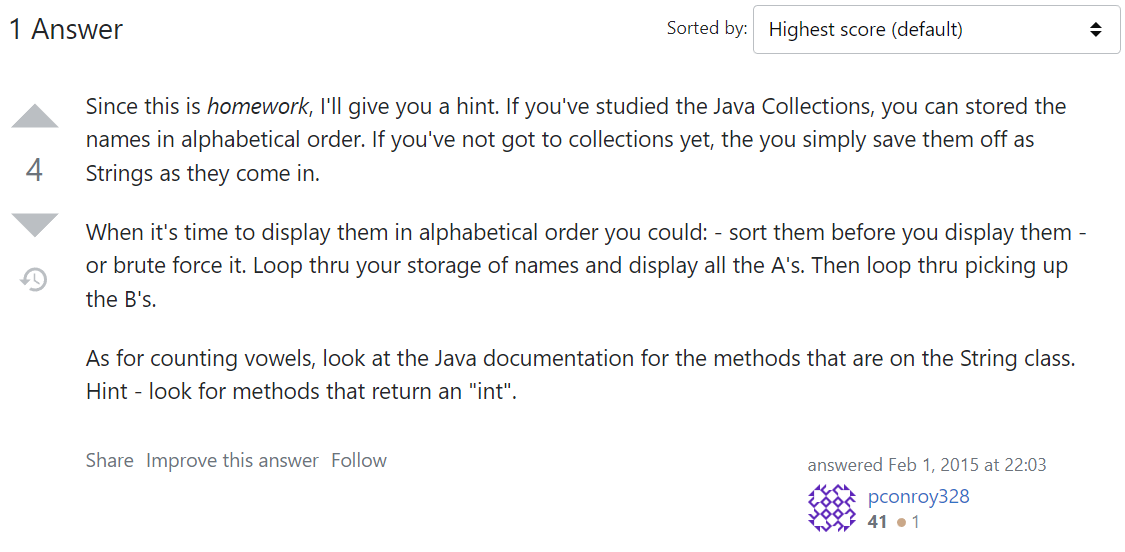 1 Answer
Sorted by: Highest score (default)
Since this is homework, I'll give you a hint. If you've studied the Java Collections, you can stored the
names in alphabetical order. If you've not got to collections yet, the you simply save them off as
Strings as they come in.
4
When it's time to display them in alphabetical order you could: - sort them before you display them -
or brute force it. Loop thru your storage of names and display all the A's. Then loop thru picking up
the B's.
As for counting vowels, look at the Java documentation for the methods that are on the String class.
Hint - look for methods that return an "int".
Share Improve this answer Follow
answered Feb 1, 2015 at 22:03
pconroy328
41 ● 1